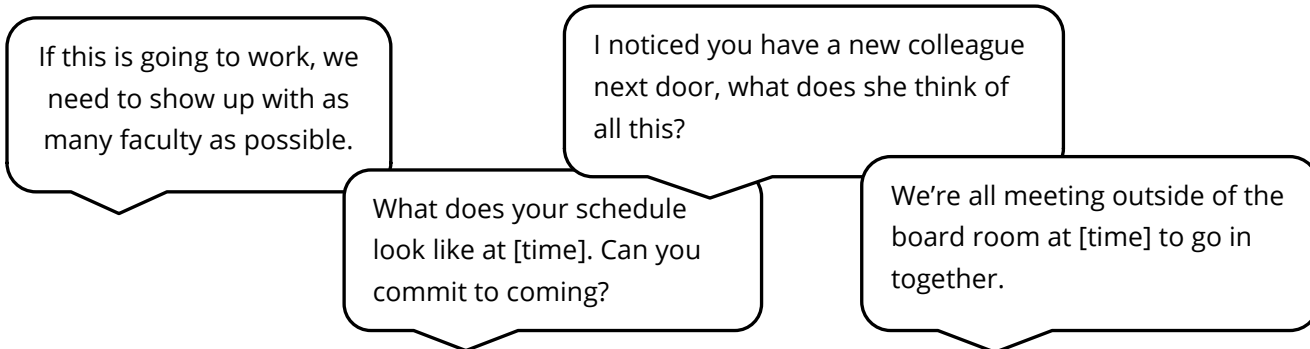 If this is going to work, we
need to show up with as
many faculty as possible.
I noticed you have a new colleague
next door, what does she think of
all this?
What does your schedule
look like at [time]. Can you
commit to coming?
We’re all meeting outside of the
board room at [time] to go in
together.